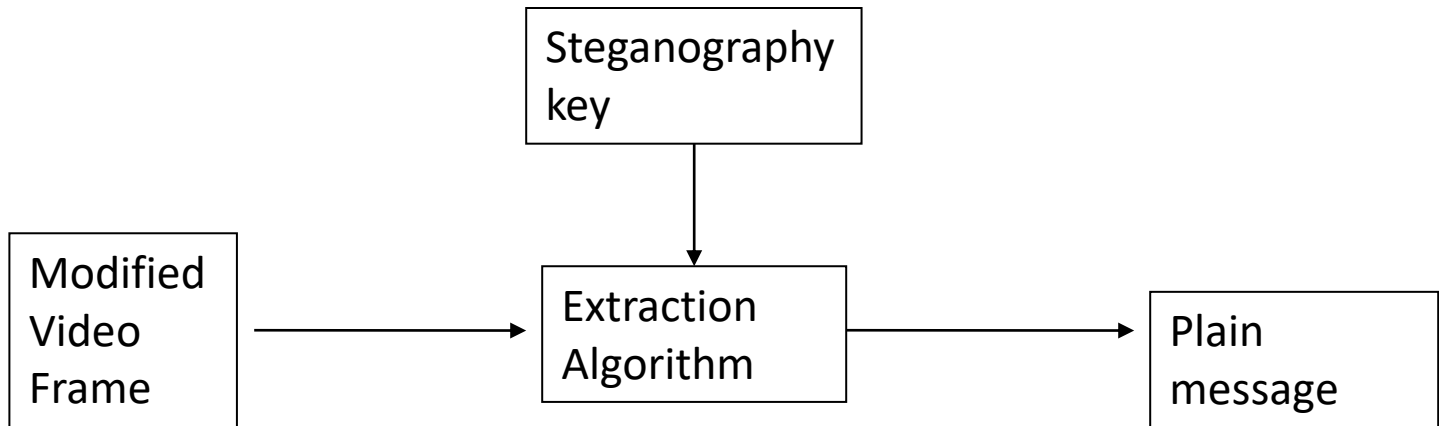 Steganography
key
Modified
Video
Frame
Extraction
Algorithm
Plain
message